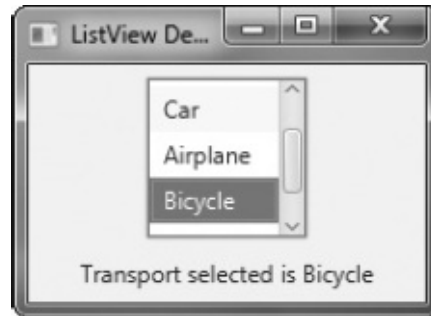 ListView De...
Car
Airplane
Bicycle
Transport selected is Bicycle